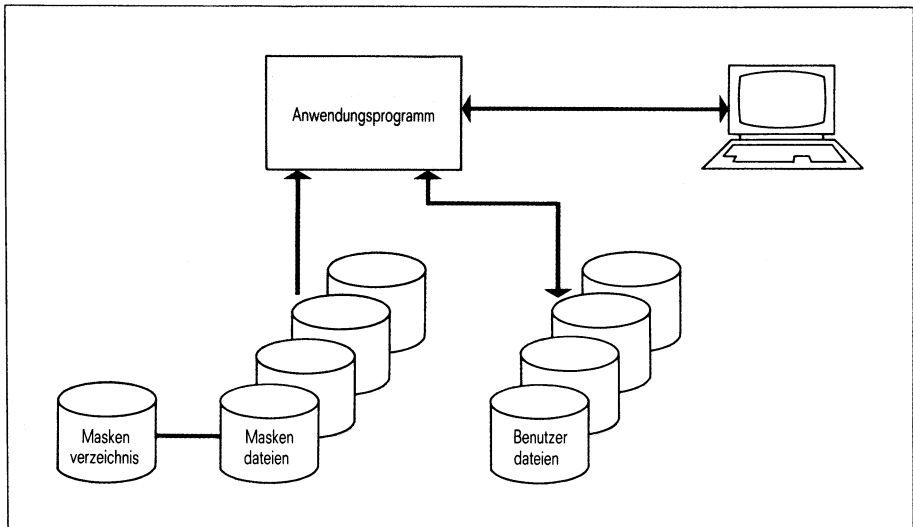 Anwendungsprogramm
Masken
verzeichnis
Masken
dateien
Benutzer
dateien